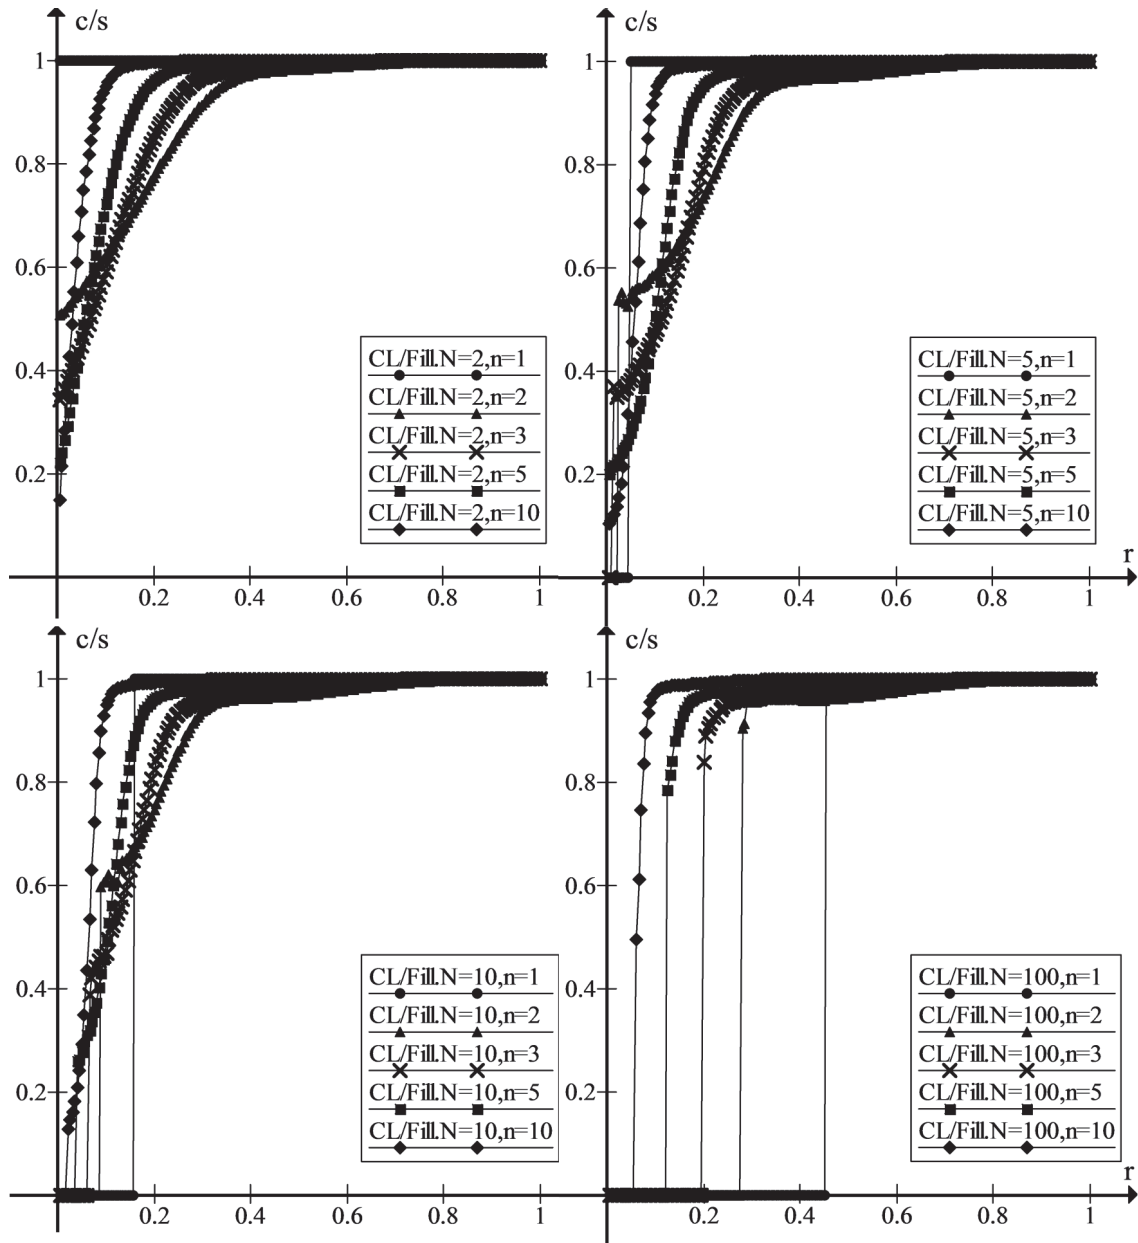 c/s
1
0.8
0.6
0.4
0.2
CL/Fill.N=2,n=1
CL/Fill.N=2,n=2
CL/Fill.N=2,n=3
CL/Fill.N=2,n=5
CL/Fill.N=2,n=10
0.2 0.4 0.6 0.8 1
c/s
1
0.8
0.6
0.4
0.2
CL/Fill.N=5,n=1
CL/Fill.N=5,n=2
CL/Fill.N=5,n=3
CL/Fill.N=5,n=5
CL/Fill.N=5,n=10
r
0.2 0.4 0.6 0.8 1
c/s
1
0.8
0.6
0.4
0.2
CL/Fill.N=10,n=1
CL/Fill.N=10,n=2
CL/Fill.N=10,n=3
CL/Fill.N=10,n=5
CL/Fill.N=10,n=10
0.2 0.4 0.6 0.8 1
c/s
1
0.8
0.6
0.4
0.2
CL/Fill.N=100,n=1
CL/Fill.N=100,n=2
CL/Fill.N=100,n=3
CL/Fill.N=100,n=5
CL/Fill.N=100,n=10
r
0.2 0.4 0.6 0.8 1